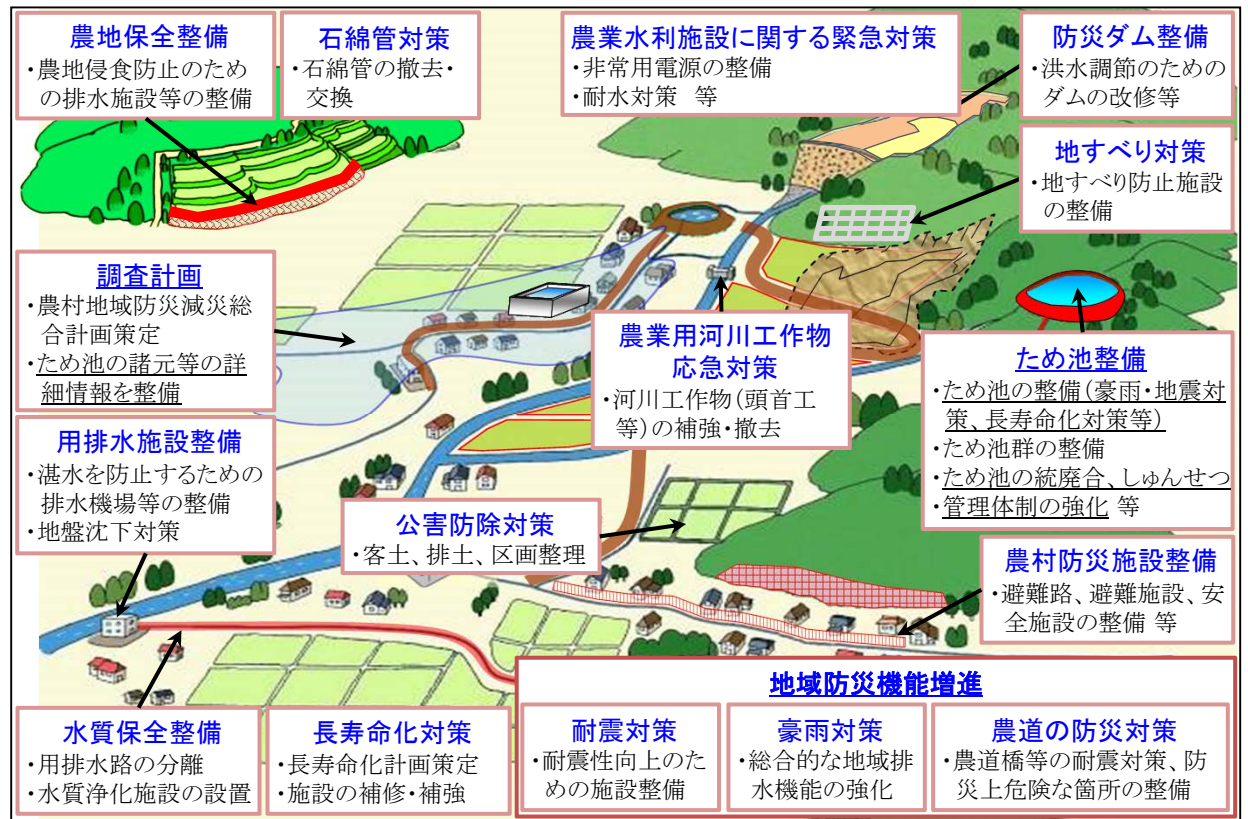 農地保全整備
・農地侵食防止のため
の排水施設等の整備
石綿管対策
・石綿管の撤去・
交換
農業水利施設に関する緊急対策
・非常用電源の整備
・耐水対策 等
防災ダム整備
・洪水調節のための
ダムの改修等
地すべり対策
・地すべり防止施設
の整備
調査計画
・農村地域防災減災総
合計画策定
・ため池の諸元等の詳
細情報を整備
農業用河川工作物
応急対策
・河川工作物(頭首工
等)の補強・撤去
ため池整備
・ため池の整備(豪雨・地震対
策、長寿命化対策等)
・ため池群の整備
・ため池の統廃合、しゅんせつ
・管理体制の強化 等
用排水施設整備
・湛水を防止するための
排水機場等の整備
・地盤沈下対策
公害防除対策
・客土、排土、区画整理
農村防災施設整備
・避難路、避難施設、安
全施設の整備 等
水質保全整備
・用排水路の分離
・水質浄化施設の設置
長寿命化対策
・長寿命化計画策定
・施設の補修・補強
地域防災機能増進
耐震対策
・耐震性向上のた
めの施設整備
豪雨対策
・総合的な地域排
水機能の強化
農道の防災対策
・農道橋等の耐震対策、防
災上危険な箇所の整備